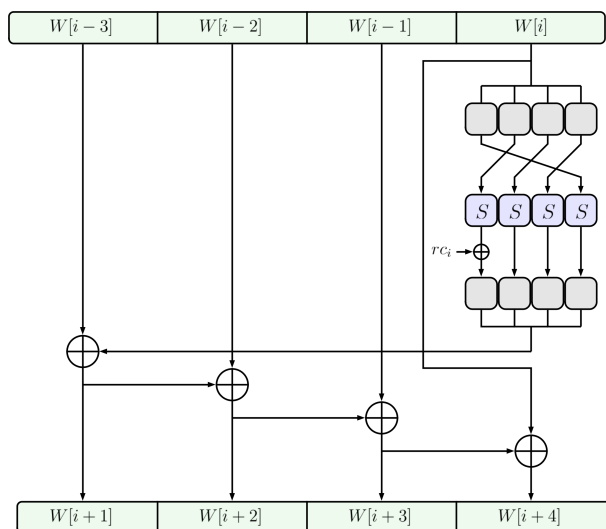 W[i − 3] W[i − 2] W[i − 1] W[i]
S S S S
rc_i
W[i + 1] W[i + 2] W[i + 3] W[i + 4]